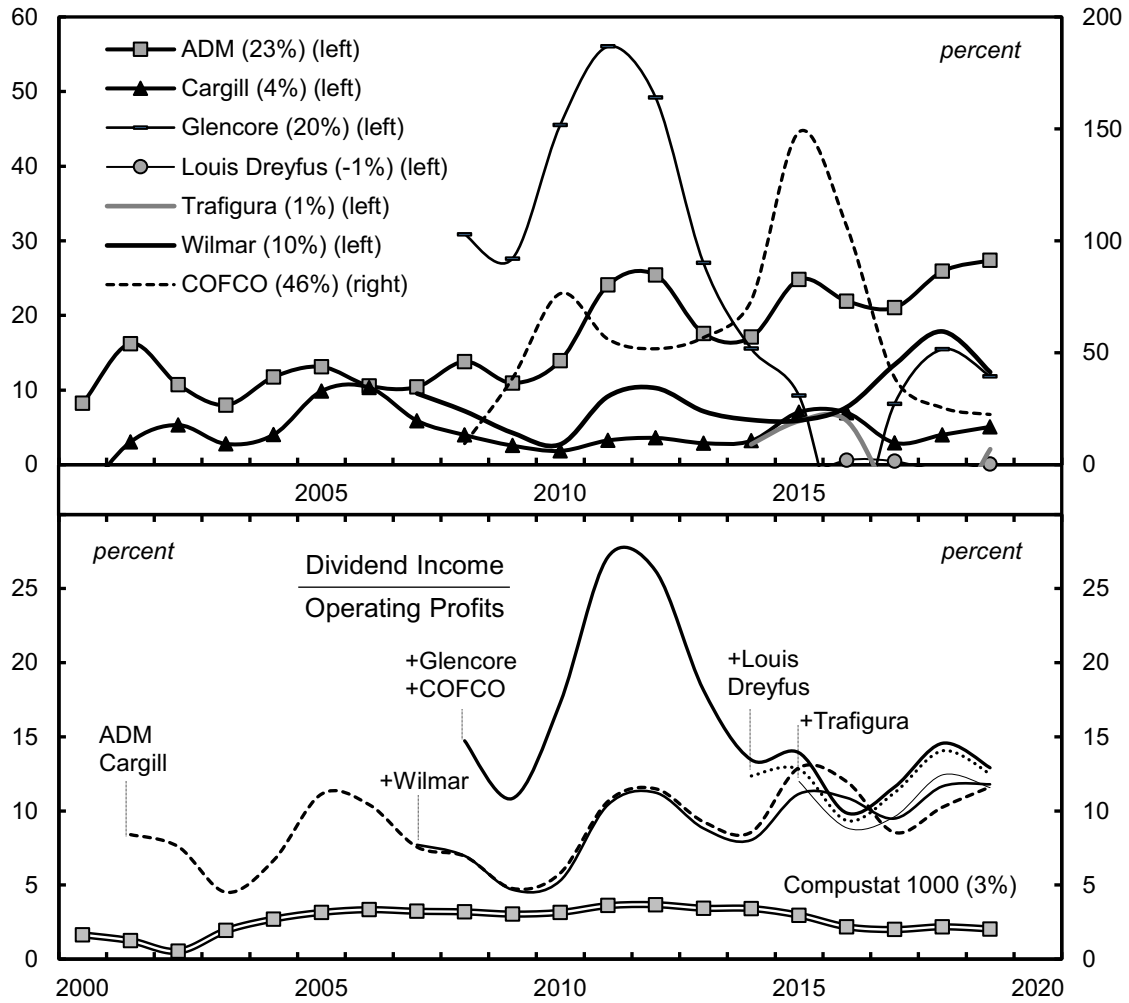 60
50
40
30
20
10
0
200
150
100
50
0
percent
ADM (23%) (left)
Cargill (4%) (left)
Glencore (20%) (left)
Louis Dreyfus (-1%) (left)
Trafigura (1%) (left)
Wilmar (10%) (left)
COFCO (46%) (right)
2005
2010
2015
percent
percent
Dividend Income
Operating Profits
25
20
15
10
5
0
25
20
15
10
5
0
+Glencore
+COFCO
+Louis
Dreyfus
+Trafigura
ADM
Cargill
+Wilmar
Compustat 1000 (3%)
2000
2005
2010
2015
2020